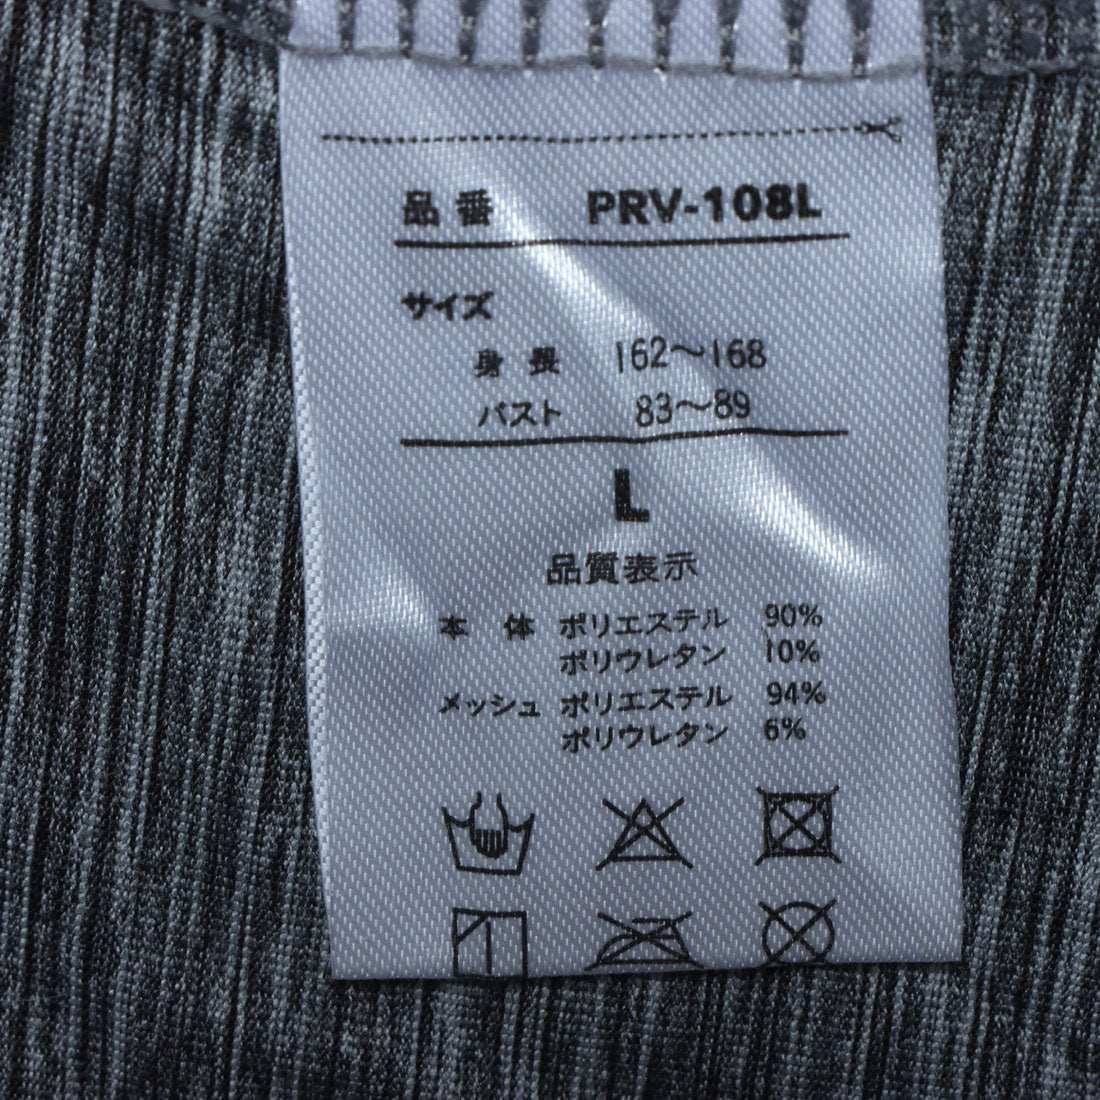 品番 PRV-108L
サイズ
身長 162〜168
バスト 83〜89
L
品質表示
本体 ポリエステル 90%
ポリウレタン 10%
メッシュ ポリエステル 94%
ポリウレタン 6%